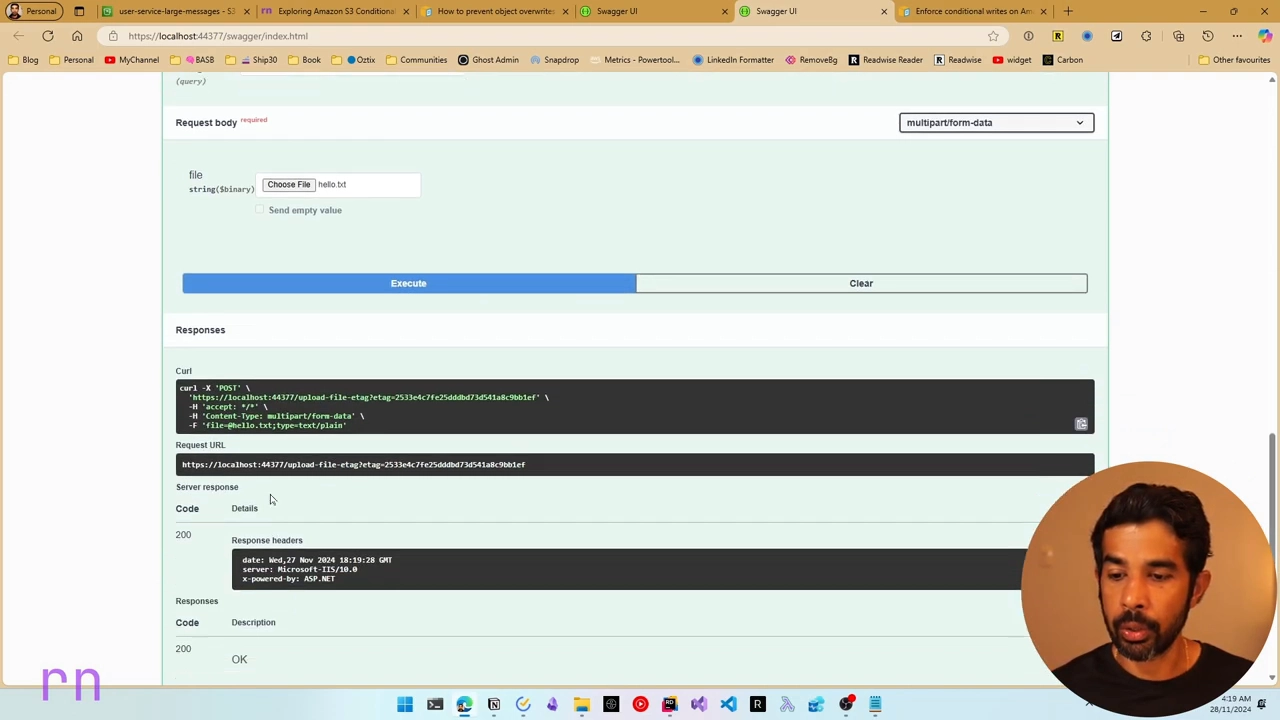 Personal
user-service-large-messages - S3
Exploring Amazon S3 Conditional
How to prevent object overwrites
Swagger UI
Swagger UI
Enforce conditional writes on Am
https://localhost:44377/swagger/index.html
Blog
Personal
MyChannel
BASB
Ship30
Book
Oztix
Communities
Ghost Admin
Snapdrop
Metrics - Powertool...
LinkedIn Formatter
RemoveBg
Readwise Reader
Readwise
widget
Carbon
Other favourites
(query)
Request body required
multipart/form-data
file
string($binary)
Choose File hello.txt
Send empty value
Execute
Clear
Responses
Curl
curl -X 'POST' \
'https://localhost:44377/upload-file-etag?etag=2533e4c7fe25dddbd73d541a8c9bb1ef' \
-H 'accept: */*' \
-H 'Content-Type: multipart/form-data' \
-F 'file=@hello.txt;type=text/plain'
Request URL
https://localhost:44377/upload-file-etag?etag=2533e4c7fe25dddbd73d541a8c9bb1ef
Server response
Code Details
200
Response headers
date: Wed,27 Nov 2024 18:19:28 GMT
server: Microsoft-IIS/10.0
x-powered-by: ASP.NET
Responses
Code Description
200
OK
rn
4:19 AM
28/11/2024